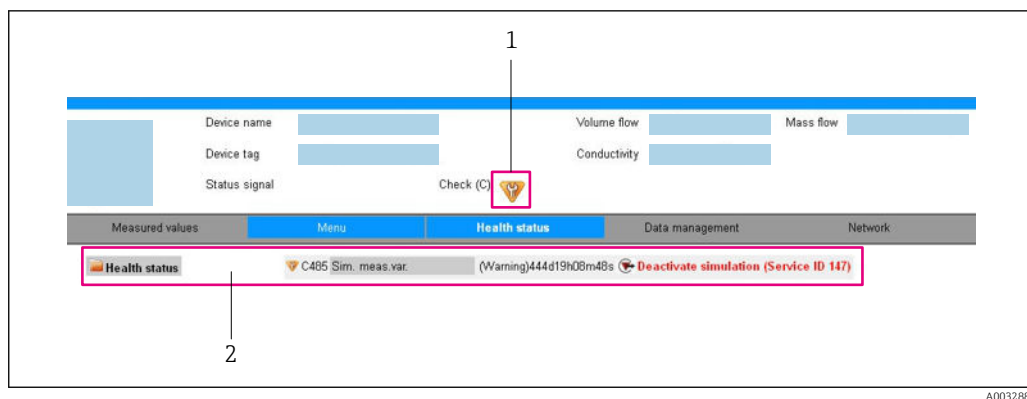 1
Device name
Volume flow
Mass flow
Device tag
Conductivity
Status signal
Check (C)
Measured values
Menu
Health status
Data management
Network
Health status
C485 Sim. meas.var.
(Warning)444d19h08m48s
Deactivate simulation (Service ID 147)
2